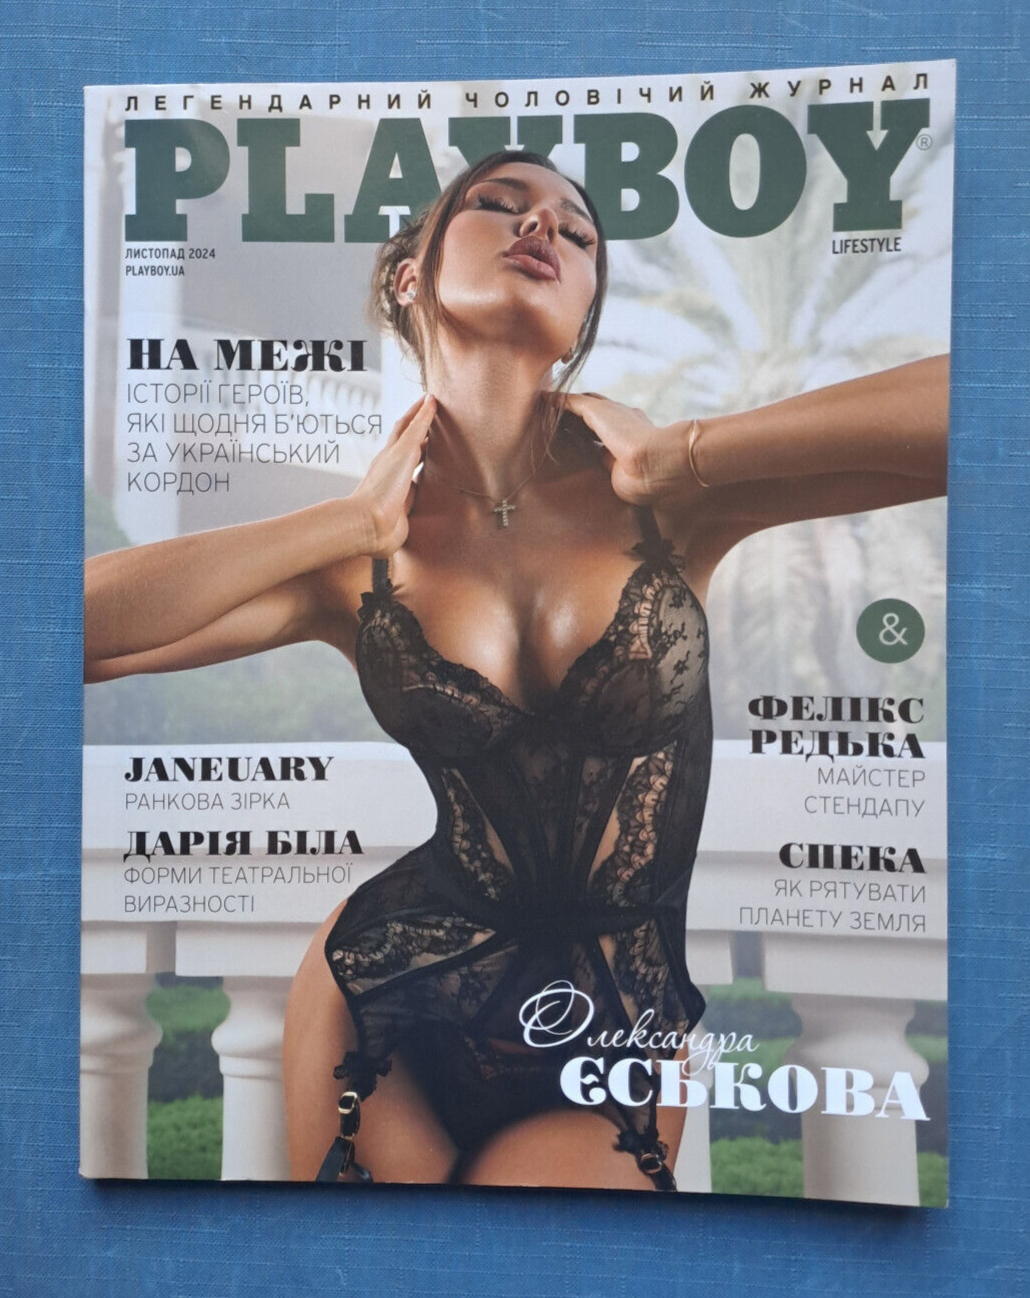 ЛЕГЕНДАРНИЙ ЧОЛОВІЧИЙ ЖУРНАЛ
PLAYBOY®
ЛИСТОПАД 2024
PLAYBOY.UA
LIFESTYLE
НА МЕЖІ
ІСТОРІЇ ГЕРОЇВ,
ЯКІ ЩОДНЯ Б'ЮТЬСЯ
ЗА УКРАЇНСЬКИЙ
КОРДОН
JANEUARY
РАНКОВА ЗІРКА
ДАРІЯ БІЛА
ФОРМИ ТЕАТРАЛЬНОЇ
ВИРАЗНОСТІ
&
ФЕЛІКС
РЕДЬКА
МАЙСТЕР
СТЕНДАПУ
СПЕКА
ЯК РЯТУВАТИ
ПЛАНЕТУ ЗЕМЛЯ
Олександра
ЄСЬКОВА